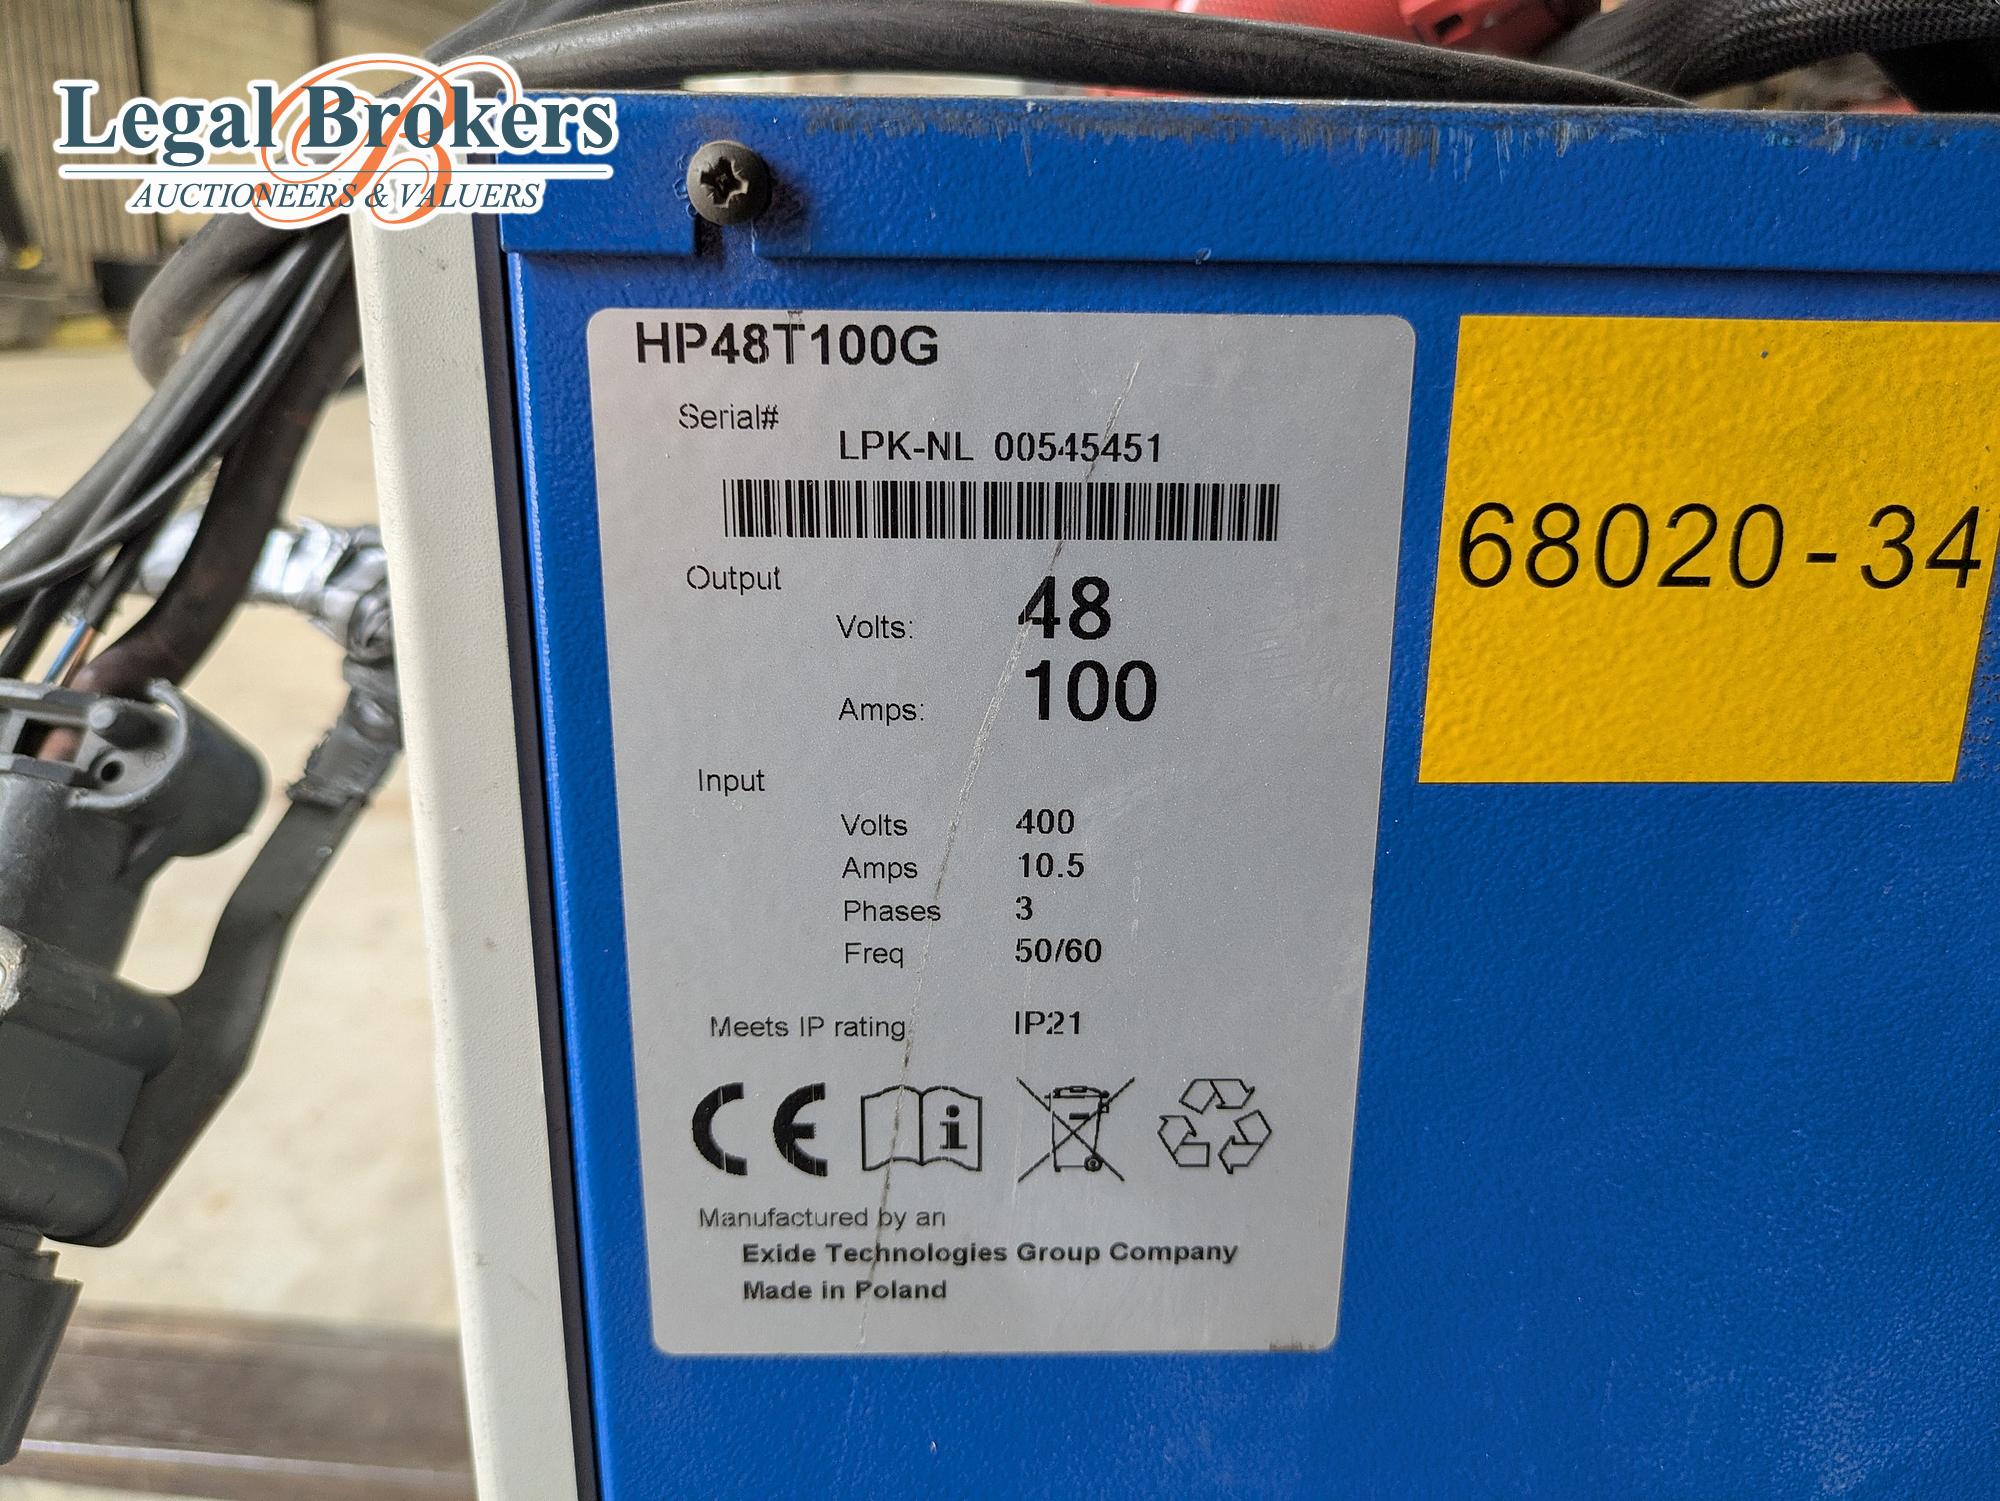 Legal Brokers
AUCTIONEERS & VALUERS
HP48T100G
Serial#
LPK-NL 00545451
Output
Volts: 48
Amps: 100
Input
Volts 400
Amps 10.5
Phases 3
Freq 50/60
Meets IP rating IP21
CE
Manufactured by an
Exide Technologies Group Company
Made in Poland
68020-34